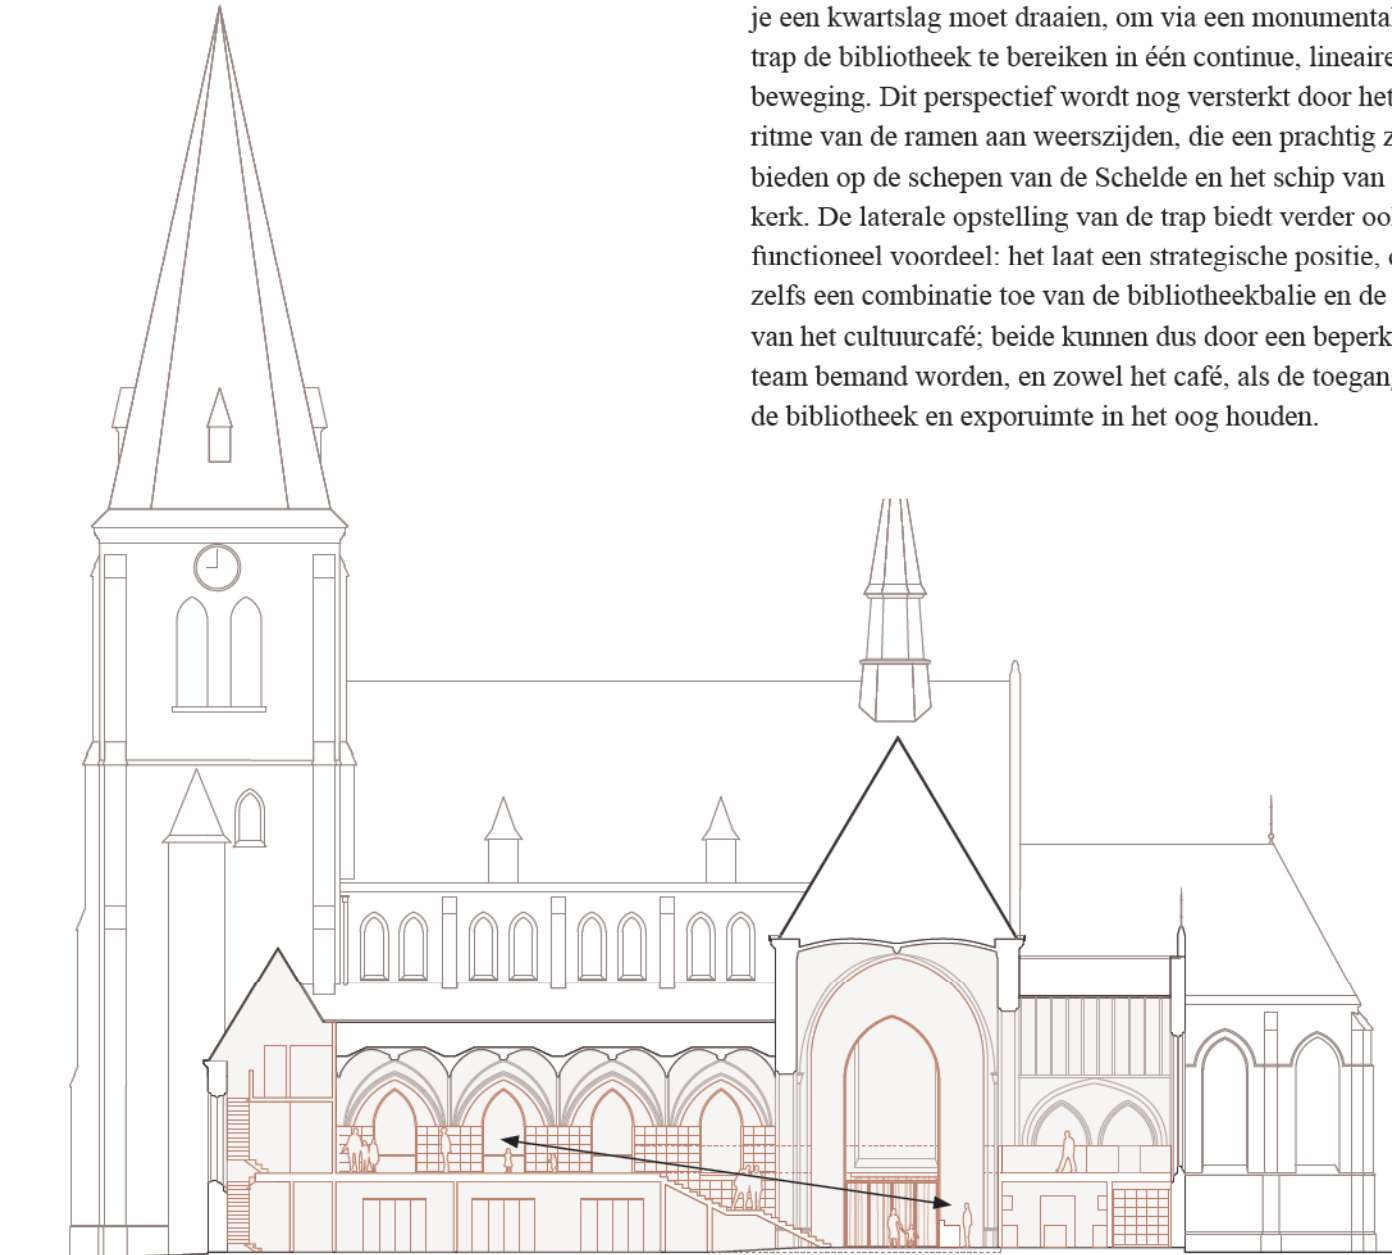 je een kwartslag moet draaien, om via een
trap de bibliotheek te bereiken in één continue, lineaire
beweging. Dit perspectief wordt nog versterkt door het
ritme van de ramen aan weerszijden, die een prachtig
bieden op de schepen van de Schelde en het schip van
kerk. De laterale opstelling van de trap biedt verder
functioneel voordeel: het laat een strategische positie,
zelfs een combinatie toe van de bibliotheekbalie en de
van het cultuurcafé; beide kunnen dus door een
team bemand worden, en zowel het café, als de
de bibliotheek en exporuimte in het oog houden.